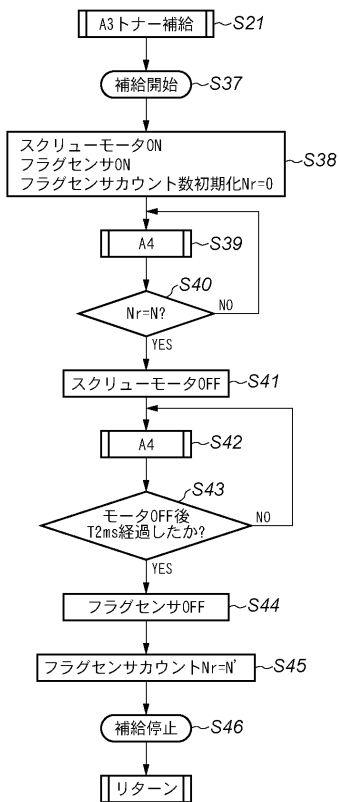 A3トナー補給 S21
補給開始 S37
スクリューモータON
フラグセンサON
フラグセンサカウント数初期化Nr=0
S38
A4 S39
S40
Nr=N? NO
YES
スクリューモータOFF S41
A4 S42
S43
モータOFF後
T2ms経過したか?
NO
YES
フラグセンサOFF S44
フラグセンサカウントNr=N' S45
補給停止 S46
リターン